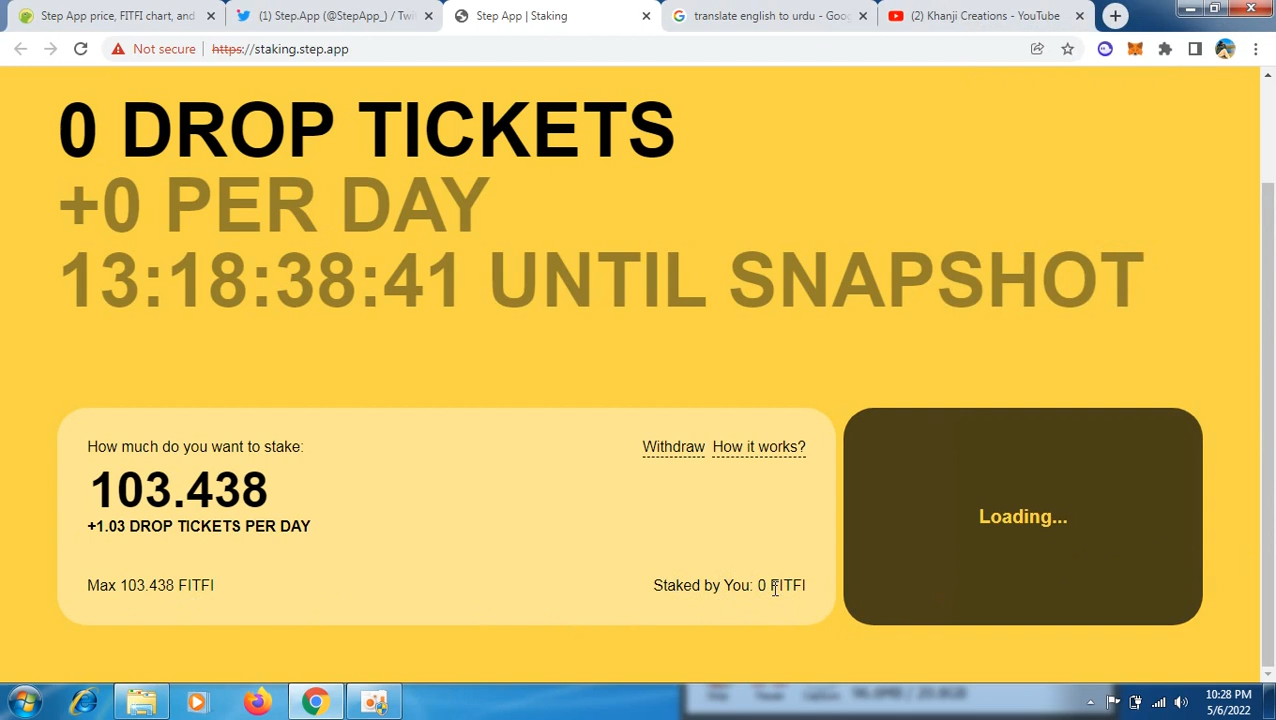 Step App price, FITFI chart, and
(1) Step.App (@StepApp_) / Twi
Step App | Staking
translate english to urdu - Goo
(2) Khanji Creations - YouTube
Not secure
https://staking.step.app
0 DROP TICKETS
+0 PER DAY
13:18:38:41 UNTIL SNAPSHOT
How much do you want to stake:
Withdraw How it works?
103.438
+1.03 DROP TICKETS PER DAY
Loading...
Max 103.438 FITFI
Staked by You: 0 FITFI
10:28 PM
5/6/2022